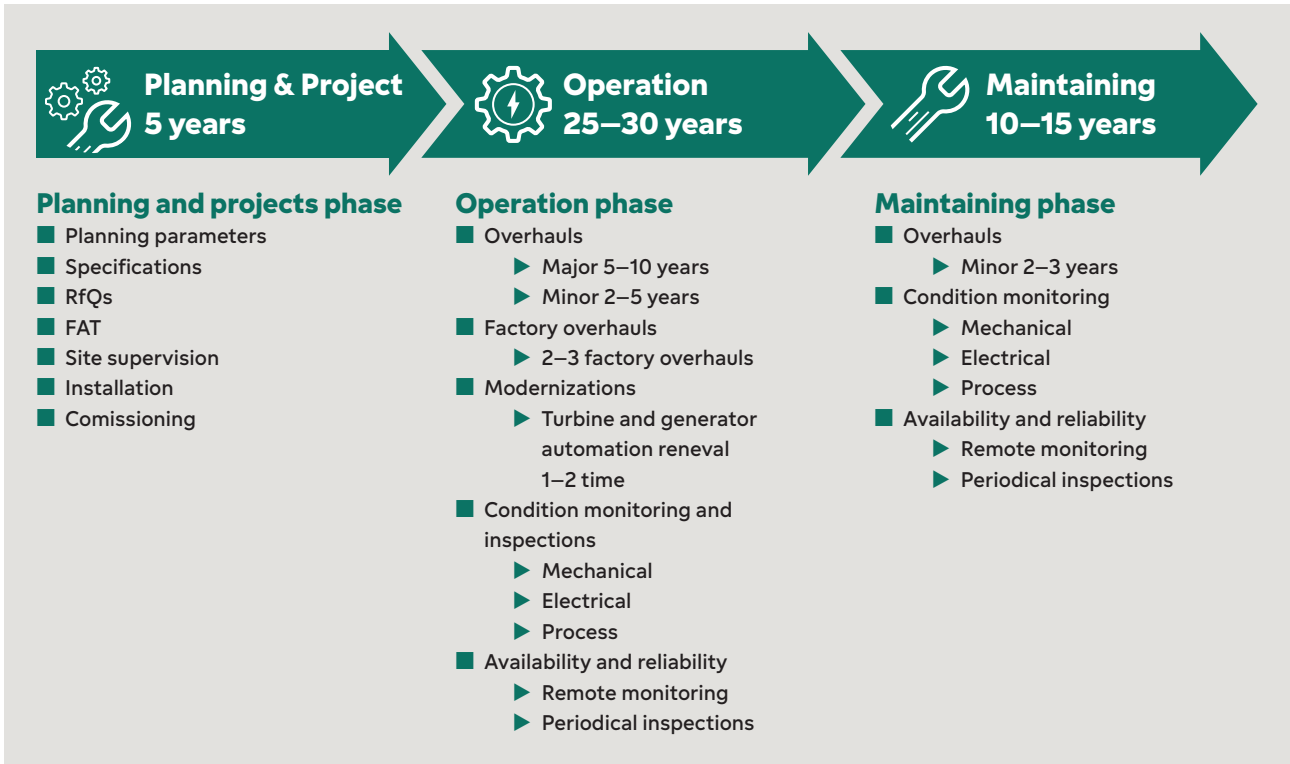 Planning & Project
5 years
Operation
25–30 years
Maintaining
10–15 years
Planning and projects phase
Planning parameters
Specifications
RfQs
FAT
Site supervision
Installation
Comissioning
Operation phase
Overhauls
Major 5–10 years
Minor 2–5 years
Factory overhauls
2–3 factory overhauls
Modernizations
Turbine and generator
automation reneval
1–2 time
Condition monitoring and
inspections
Mechanical
Electrical
Process
Availability and reliability
Remote monitoring
Periodical inspections
Maintaining phase
Overhauls
Minor 2–3 years
Condition monitoring
Mechanical
Electrical
Process
Availability and reliability
Remote monitoring
Periodical inspections